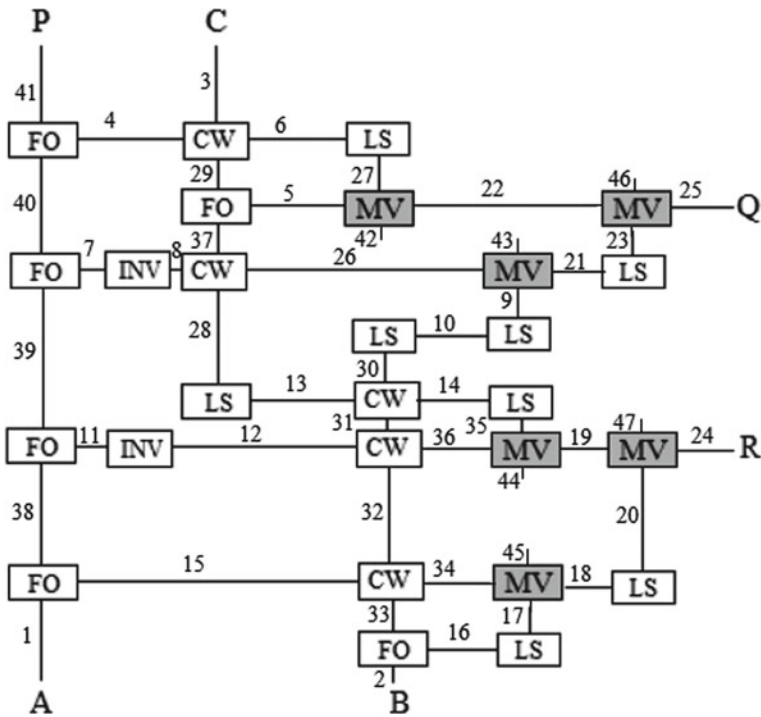 P C
41 3
FO 4 CW 6 LS
29 27 22 46 25
40 FO 5 MV MV Q
7 8 37 42 43 23
FO INV CW 26 MV 21 LS
9
39 28 LS 10 LS
30
LS 13 CW 14 LS
11 12 31 36 35 19 47 24
FO INV CW MV MV R
44
38 32 20
15 45
FO CW 34 MV 18 LS
1 33 17
FO 16 LS
2
A B